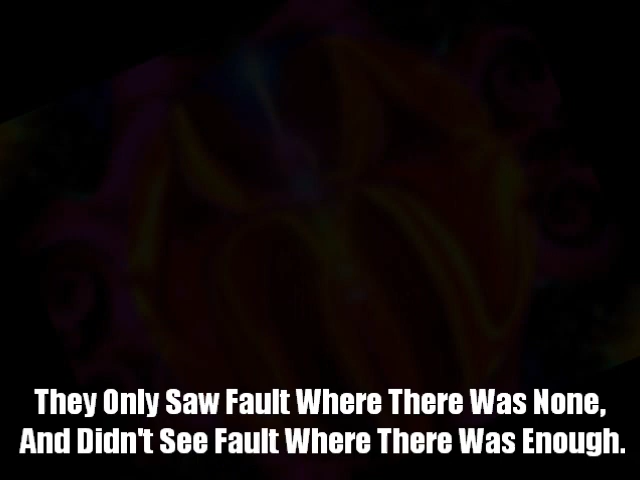 They Only Saw Fault Where There Was None,
And Didn't See Fault Where There Was Enough.